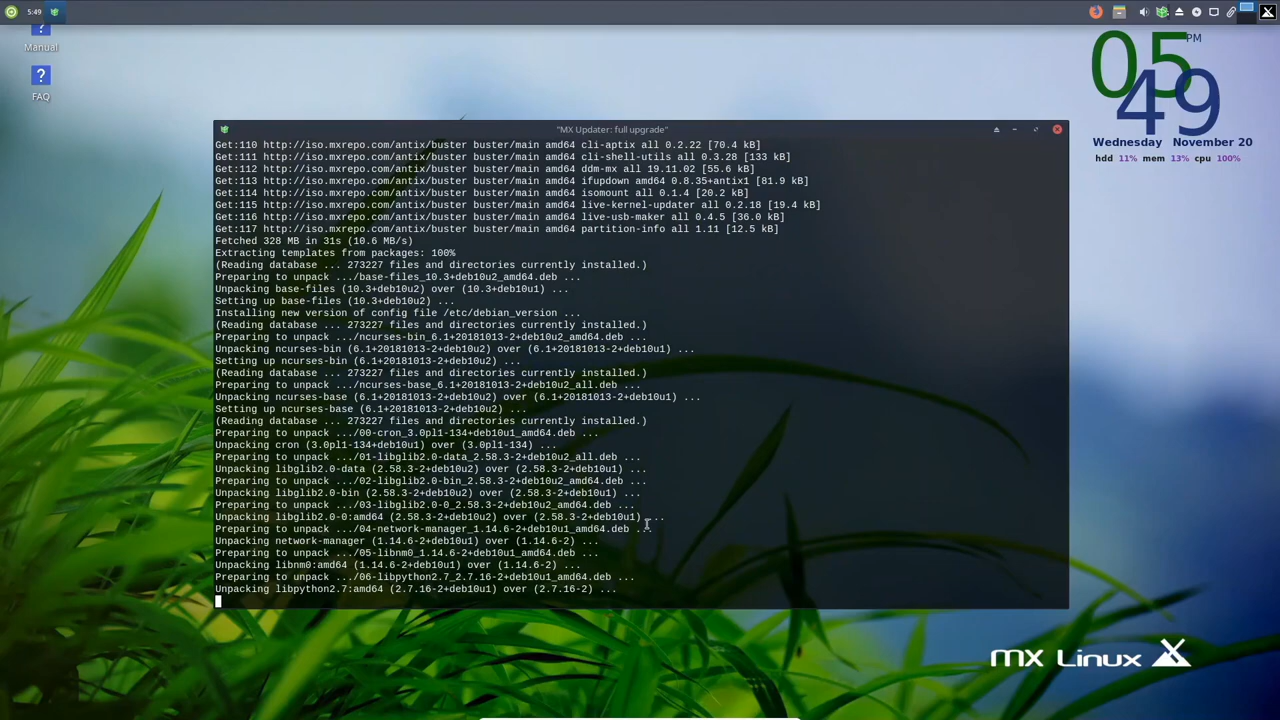 5:49
Manual
FAQ
05 PM
49
Wednesday November 20
hdd 11% mem 13% cpu 100%
"MX Updater: full upgrade"
Get:110 http://iso.mxrepo.com/antix/buster buster/main amd64 cli-aptix all 0.2.22 [70.4 kB]
Get:111 http://iso.mxrepo.com/antix/buster buster/main amd64 cli-shell-utils all 0.3.28 [133 kB]
Get:112 http://iso.mxrepo.com/antix/buster buster/main amd64 ddm-mx all 19.11.02 [55.6 kB]
Get:113 http://iso.mxrepo.com/antix/buster buster/main amd64 ifupdown amd64 0.8.35+antix1 [81.9 kB]
Get:114 http://iso.mxrepo.com/antix/buster buster/main amd64 isomount all 0.1.4 [20.2 kB]
Get:115 http://iso.mxrepo.com/antix/buster buster/main amd64 live-kernel-updater all 0.2.18 [19.4 kB]
Get:116 http://iso.mxrepo.com/antix/buster buster/main amd64 live-usb-maker all 0.4.5 [36.0 kB]
Get:117 http://iso.mxrepo.com/antix/buster buster/main amd64 partition-info all 1.11 [12.5 kB]
Fetched 328 MB in 31s (10.6 MB/s)
Extracting templates from packages: 100%
(Reading database ... 273227 files and directories currently installed.)
Preparing to unpack .../base-files_10.3+deb10u2_amd64.deb ...
Unpacking base-files (10.3+deb10u2) over (10.3+deb10u1) ...
Setting up base-files (10.3+deb10u2) ...
Installing new version of config file /etc/debian_version ...
(Reading database ... 273227 files and directories currently installed.)
Preparing to unpack .../ncurses-bin_6.1+20181013-2+deb10u2_amd64.deb ...
Unpacking ncurses-bin (6.1+20181013-2+deb10u2) over (6.1+20181013-2+deb10u1) ...
Setting up ncurses-bin (6.1+20181013-2+deb10u2) ...
(Reading database ... 273227 files and directories currently installed.)
Preparing to unpack .../ncurses-base_6.1+20181013-2+deb10u2_all.deb ...
Unpacking ncurses-base (6.1+20181013-2+deb10u2) over (6.1+20181013-2+deb10u1) ...
Setting up ncurses-base (6.1+20181013-2+deb10u2) ...
(Reading database ... 273227 files and directories currently installed.)
Preparing to unpack .../00-cron_3.0pl1-134+deb10u1_amd64.deb ...
Unpacking cron (3.0pl1-134+deb10u1) over (3.0pl1-134) ...
Preparing to unpack .../01-libglib2.0-data_2.58.3-2+deb10u2_all.deb ...
Unpacking libglib2.0-data (2.58.3-2+deb10u2) over (2.58.3-2+deb10u1) ...
Preparing to unpack .../02-libglib2.0-bin_2.58.3-2+deb10u2_amd64.deb ...
Unpacking libglib2.0-bin (2.58.3-2+deb10u2) over (2.58.3-2+deb10u1) ...
Preparing to unpack .../03-libglib2.0-0_2.58.3-2+deb10u2_amd64.deb ...
Unpacking libglib2.0-0:amd64 (2.58.3-2+deb10u2) over (2.58.3-2+deb10u1) ...
Preparing to unpack .../04-network-manager_1.14.6-2+deb10u1_amd64.deb ...
Unpacking network-manager (1.14.6-2+deb10u1) over (1.14.6-2) ...
Preparing to unpack .../05-libnm0_1.14.6-2+deb10u1_amd64.deb ...
Unpacking libnm0:amd64 (1.14.6-2+deb10u1) over (1.14.6-2) ...
Preparing to unpack .../06-libpython2.7_2.7.16-2+deb10u1_amd64.deb ...
Unpacking libpython2.7:amd64 (2.7.16-2+deb10u1) over (2.7.16-2) ...
MX Linux